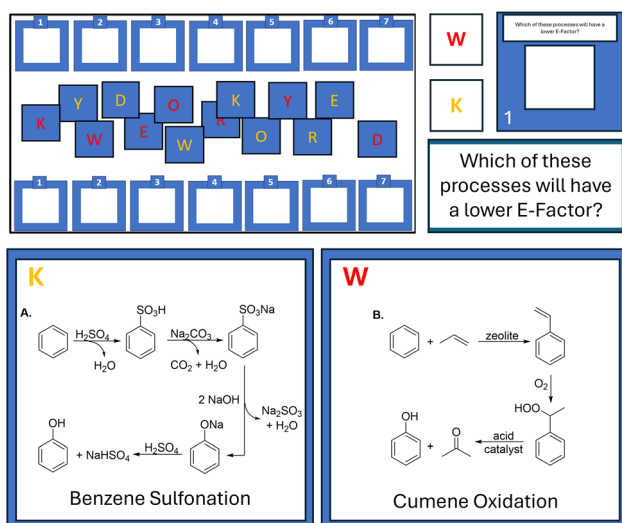 1 2 3 4 5 6 7
Y D O K Y E
K W E W R O R D
1 2 3 4 5 6 7
W
K
Which of these processes will have a
lower E-Factor?
1
Which of these
processes will have
a lower E-Factor?
K
A.
H2SO4
H2O
SO3H
Na2CO3
CO2 + H2O
SO3Na
2 NaOH
Na2SO3
+ H2O
ONa
H2SO4
OH
+ NaHSO4
Benzene Sulfonation
W
B.
+
zeolite
O2
HOO
acid
catalyst
OH
+
O
Cumene Oxidation